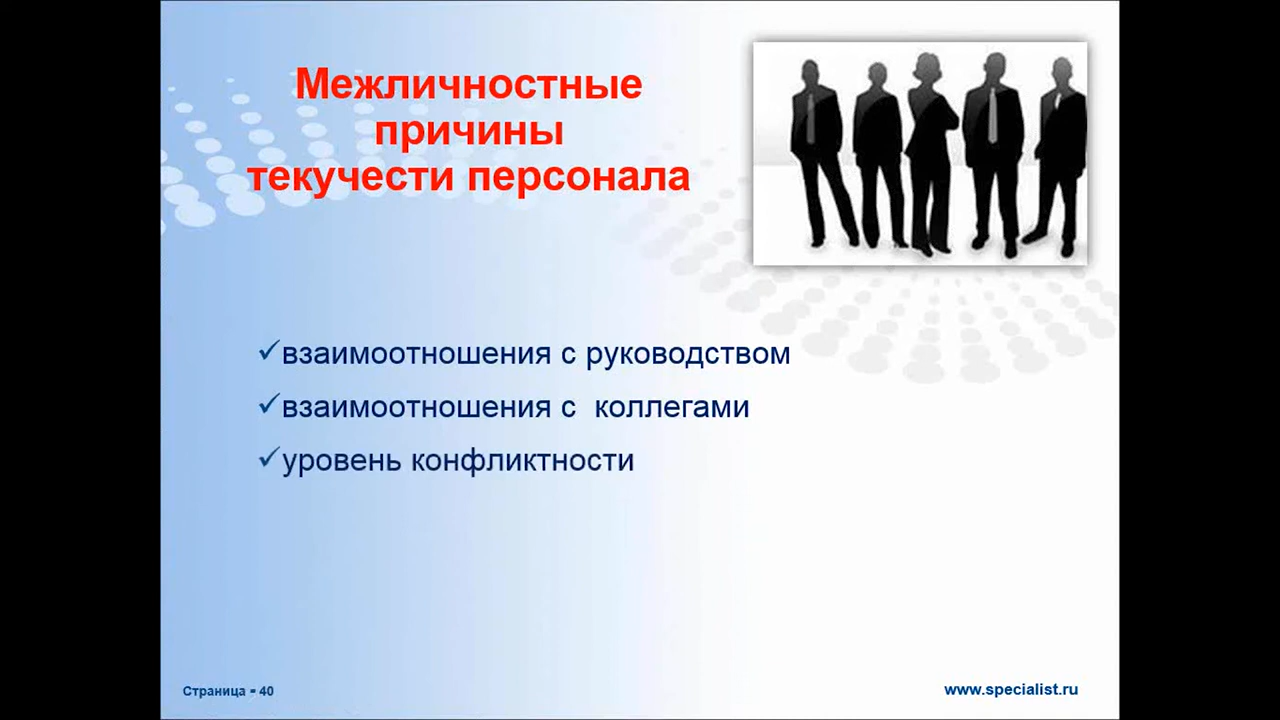 Межличностные
причины
текучести персонала
✓взаимоотношения с руководством
✓взаимоотношения с  коллегами
✓уровень конфликтности
Страница ▪ 40
www.specialist.ru